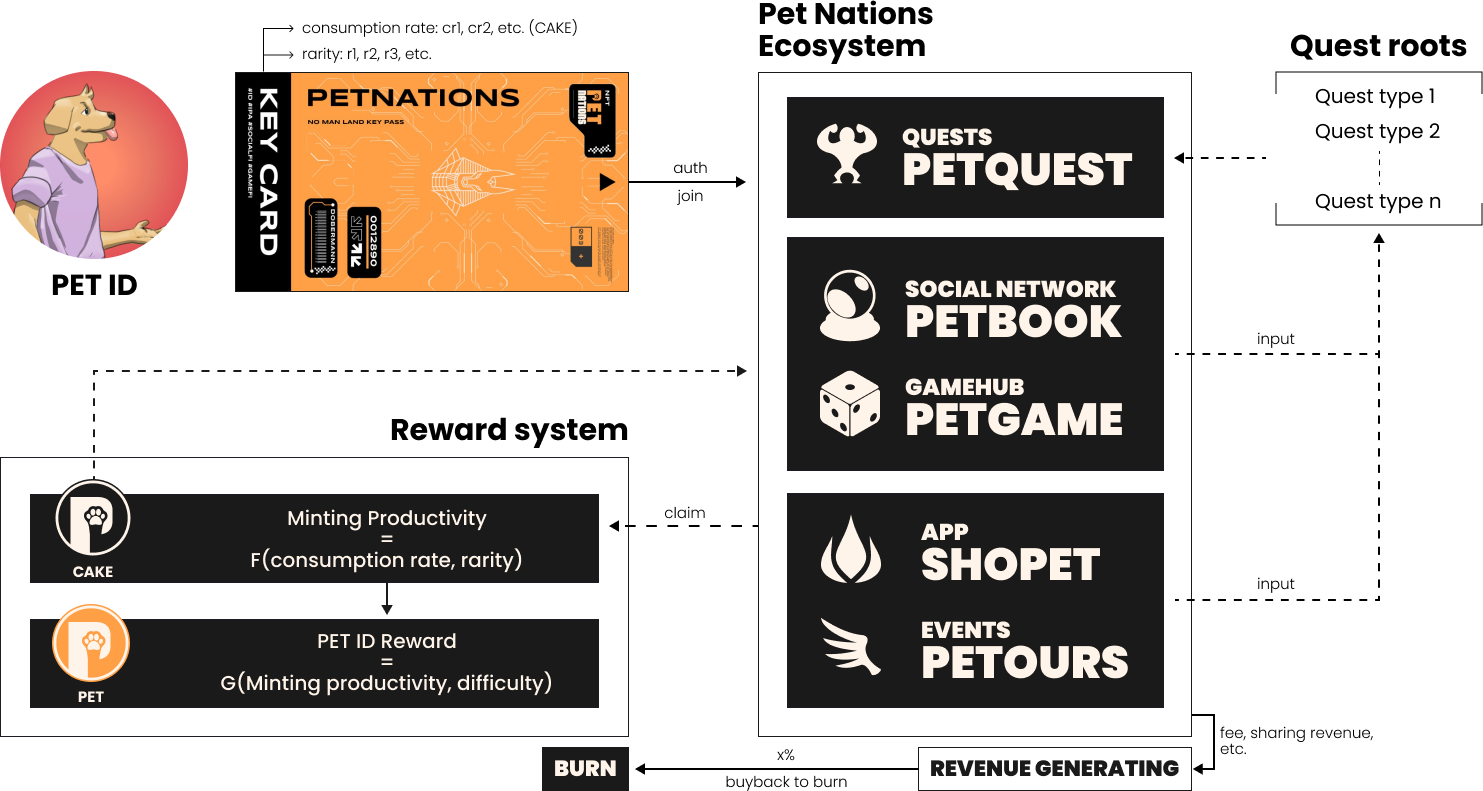 consumption rate: cr1, cr2, etc. (CAKE)
rarity: r1, r2, r3, etc.
PET ID
KEY CARD
#ID #IPA #SOCIALFI #GAMEFI
PETNATIONS
NO MAN LAND KEY PASS
NFT
PET
NATIONS
DOBERMANN
0012890
auth
join
Pet Nations
Ecosystem
QUESTS
PETQUEST
SOCIAL NETWORK
PETBOOK
GAMEHUB
PETGAME
APP
SHOPET
EVENTS
PETOURS
Quest roots
Quest type 1
Quest type 2
Quest type n
input
input
Reward system
claim
Minting Productivity
=
F(consumption rate, rarity)
CAKE
PET ID Reward
=
G(Minting productivity, difficulty)
PET
fee, sharing revenue,
etc.
REVENUE GENERATING
x%
buyback to burn
BURN